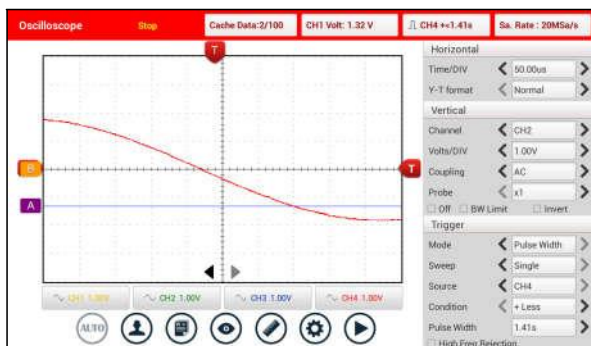 Oscilloscope Stop Cache Data:2/100 CH1 Volt: 1.32 V CH4 +<1.41s Sa. Rate : 20MSa/s
T
Horizontal
Time/DIV 50.00us
Y-T format Normal
Vertical
Channel CH2
Volts/DIV 1.00V
B T
Coupling AC
Probe x1
A
Off BW Limit Invert
Trigger
Mode Pulse Width
Sweep Single
CH1 1.00V CH2 1.00V CH3 1.00V CH4 1.00V
Source CH4
Condition + Less
AUTO
Pulse Width 1.41s
High Freq Rejection